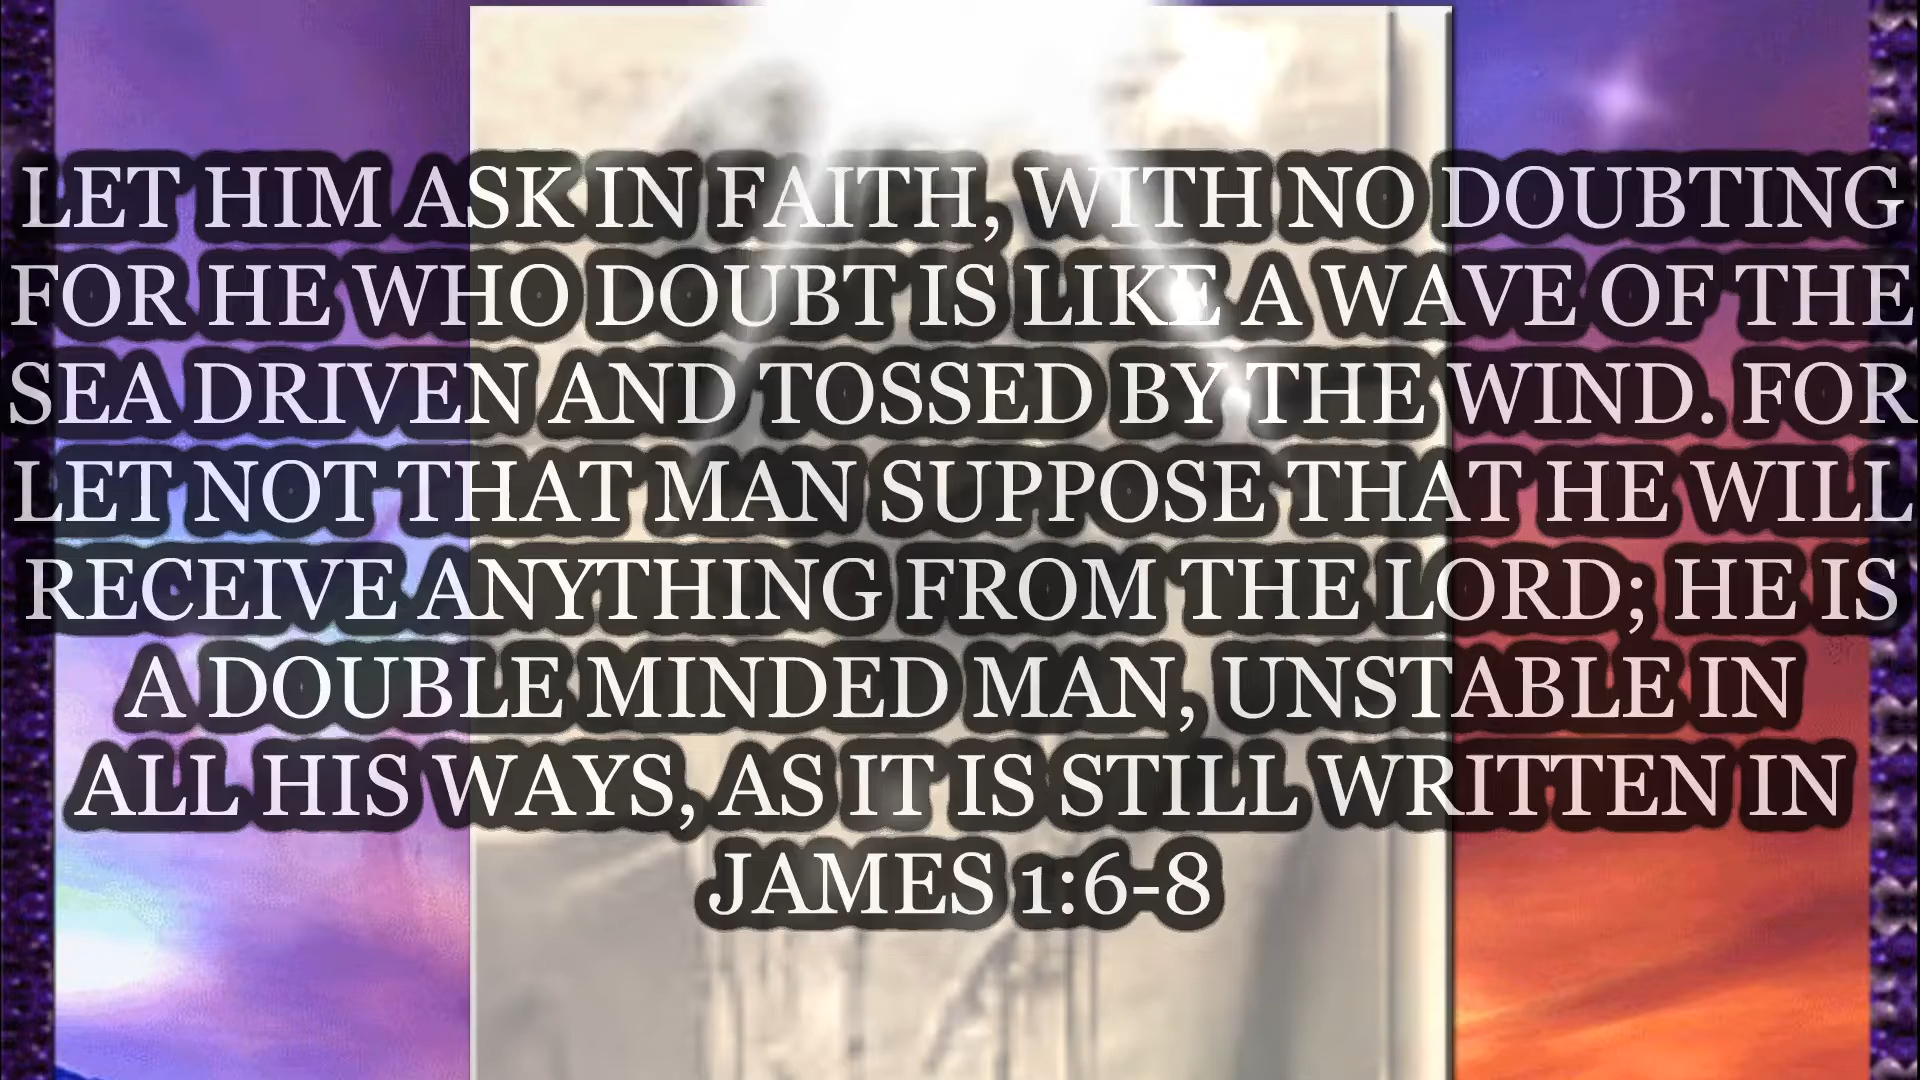 LET HIM ASK IN FAITH, WITH NO DOUBTING
FOR HE WHO DOUBT IS LIKE A WAVE OF THE
SEA DRIVEN AND TOSSED BY THE WIND. FOR
LET NOT THAT MAN SUPPOSE THAT HE WILL
RECEIVE ANYTHING FROM THE LORD; HE IS
A DOUBLE MINDED MAN, UNSTABLE IN
ALL HIS WAYS, AS IT IS STILL WRITTEN IN
JAMES 1:6-8